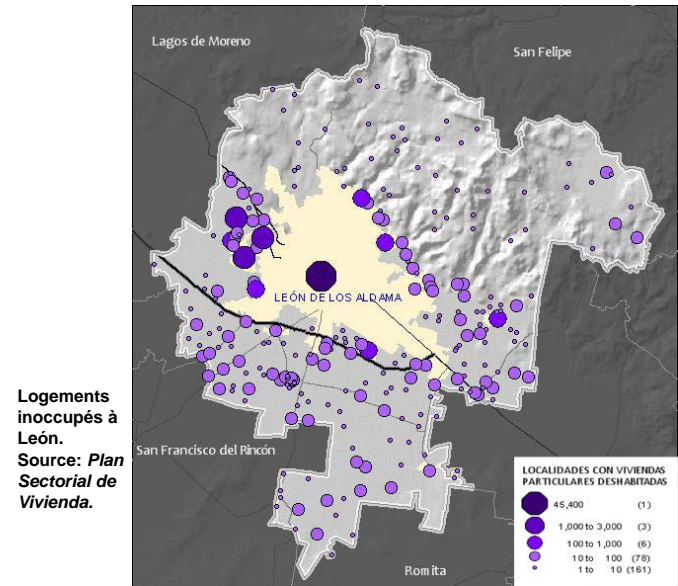 Lagos de Moreno
San Felipe
LEÓN DE LOS ALDAMA
Logements
inoccupés à
León.
Source: Plan
Sectorial de
Vivienda.
San Francisco del Rincón
Romita
LOCALIDADES CON VIVIENDAS
PARTICULARES DESHABITADAS
45,400 (1)
1,000 to 3,000 (3)
100 to 1,000 (6)
10 to 100 (78)
1 to 10 (161)